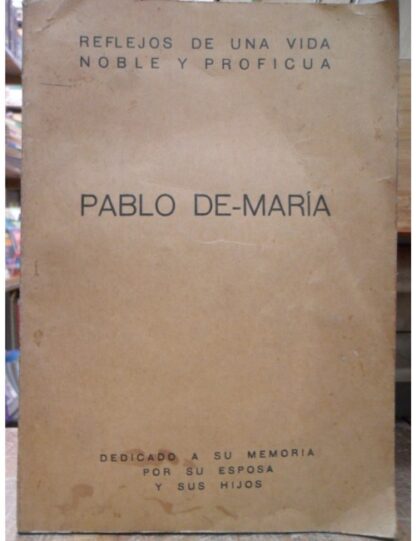 REFLEJOS DE UNA VIDA
NOBLE Y PROFICUA
PABLO DE-MARÍA
DEDICADO A SU MEMORIA
POR SU ESPOSA
Y SUS HIJOS